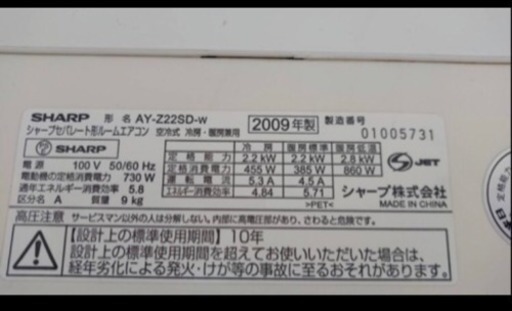 SHARP 形名 AY-Z22SD-W 2009年製 製造番号
シャープセパレート形ルームエアコン 空冷式 冷房・暖房兼用 01005731
SHARP
冷房 暖房標準 暖房低温
定格能力 2.2kW 2.2kW 2.8kW
定格消費電力 455W 385W 860W
運転電流 5.3A 4.5A
エネルギー消費効率 4.84 5.71
電源 100V 50/60Hz
電動機の定格消費電力 730W
通年エネルギー消費効率 5.8
区分名 A 質量 9kg
>PET<
JET
シャープ株式会社
MADE IN CHINA
高圧注意 サービスマン以外の人は分解しないでください。内部に高電圧部があり、さわると危険です。
【設計上の標準使用期間】10年
設計上の標準使用期間を超えてお使いいただいた場合は、
経年劣化による発火・けが等の事故に至るおそれがあります。